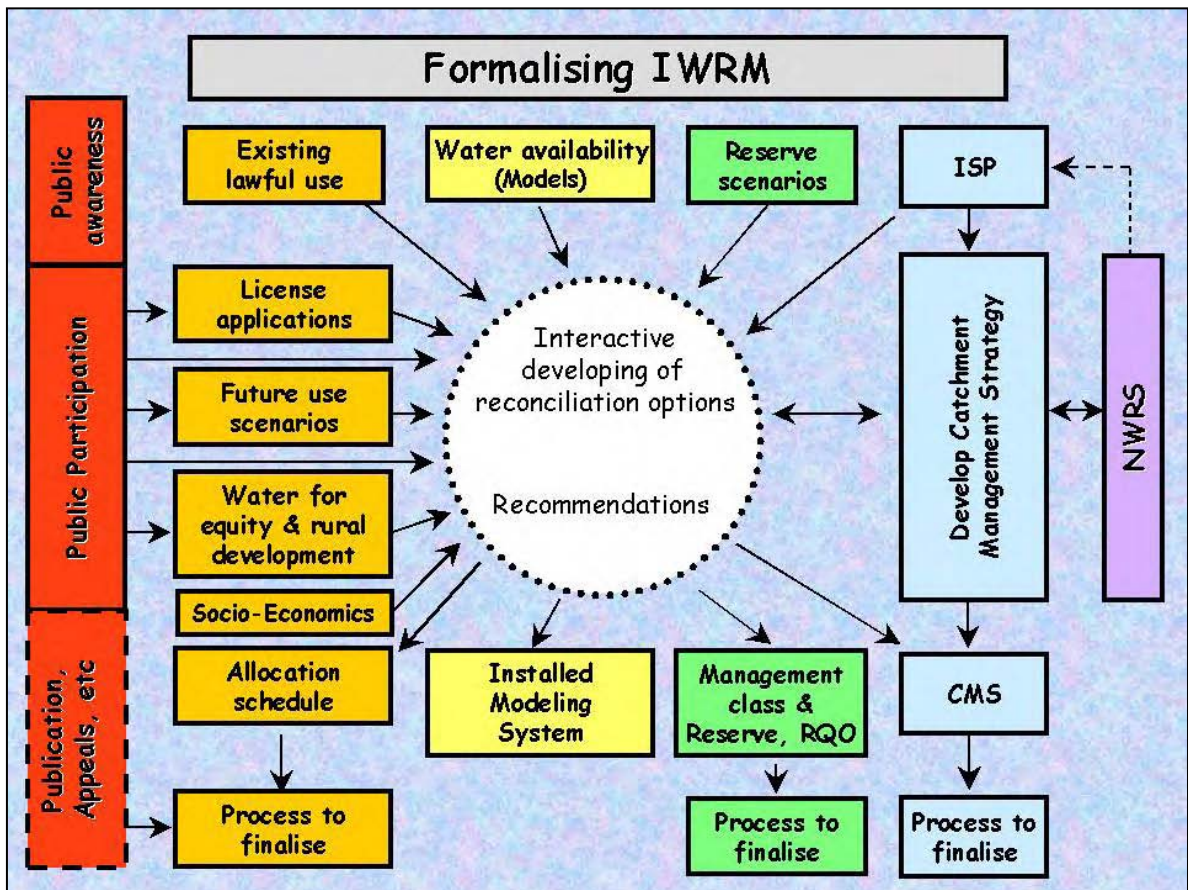 Formalising IWRM
Public
awareness
Existing
lawful use
Water availability
(Models)
Reserve
scenarios
ISP
Public Participation
License
applications
Future use
scenarios
Water for
equity & rural
development
Socio-Economics
Interactive
developing of
reconciliation options
Recommendations
Develop Catchment
Management Strategy
NWRS
Publication,
Appeals, etc
Allocation
schedule
Installed
Modeling
System
Management
class &
Reserve, RQO
CMS
Process to
finalise
Process to
finalise
Process to
finalise